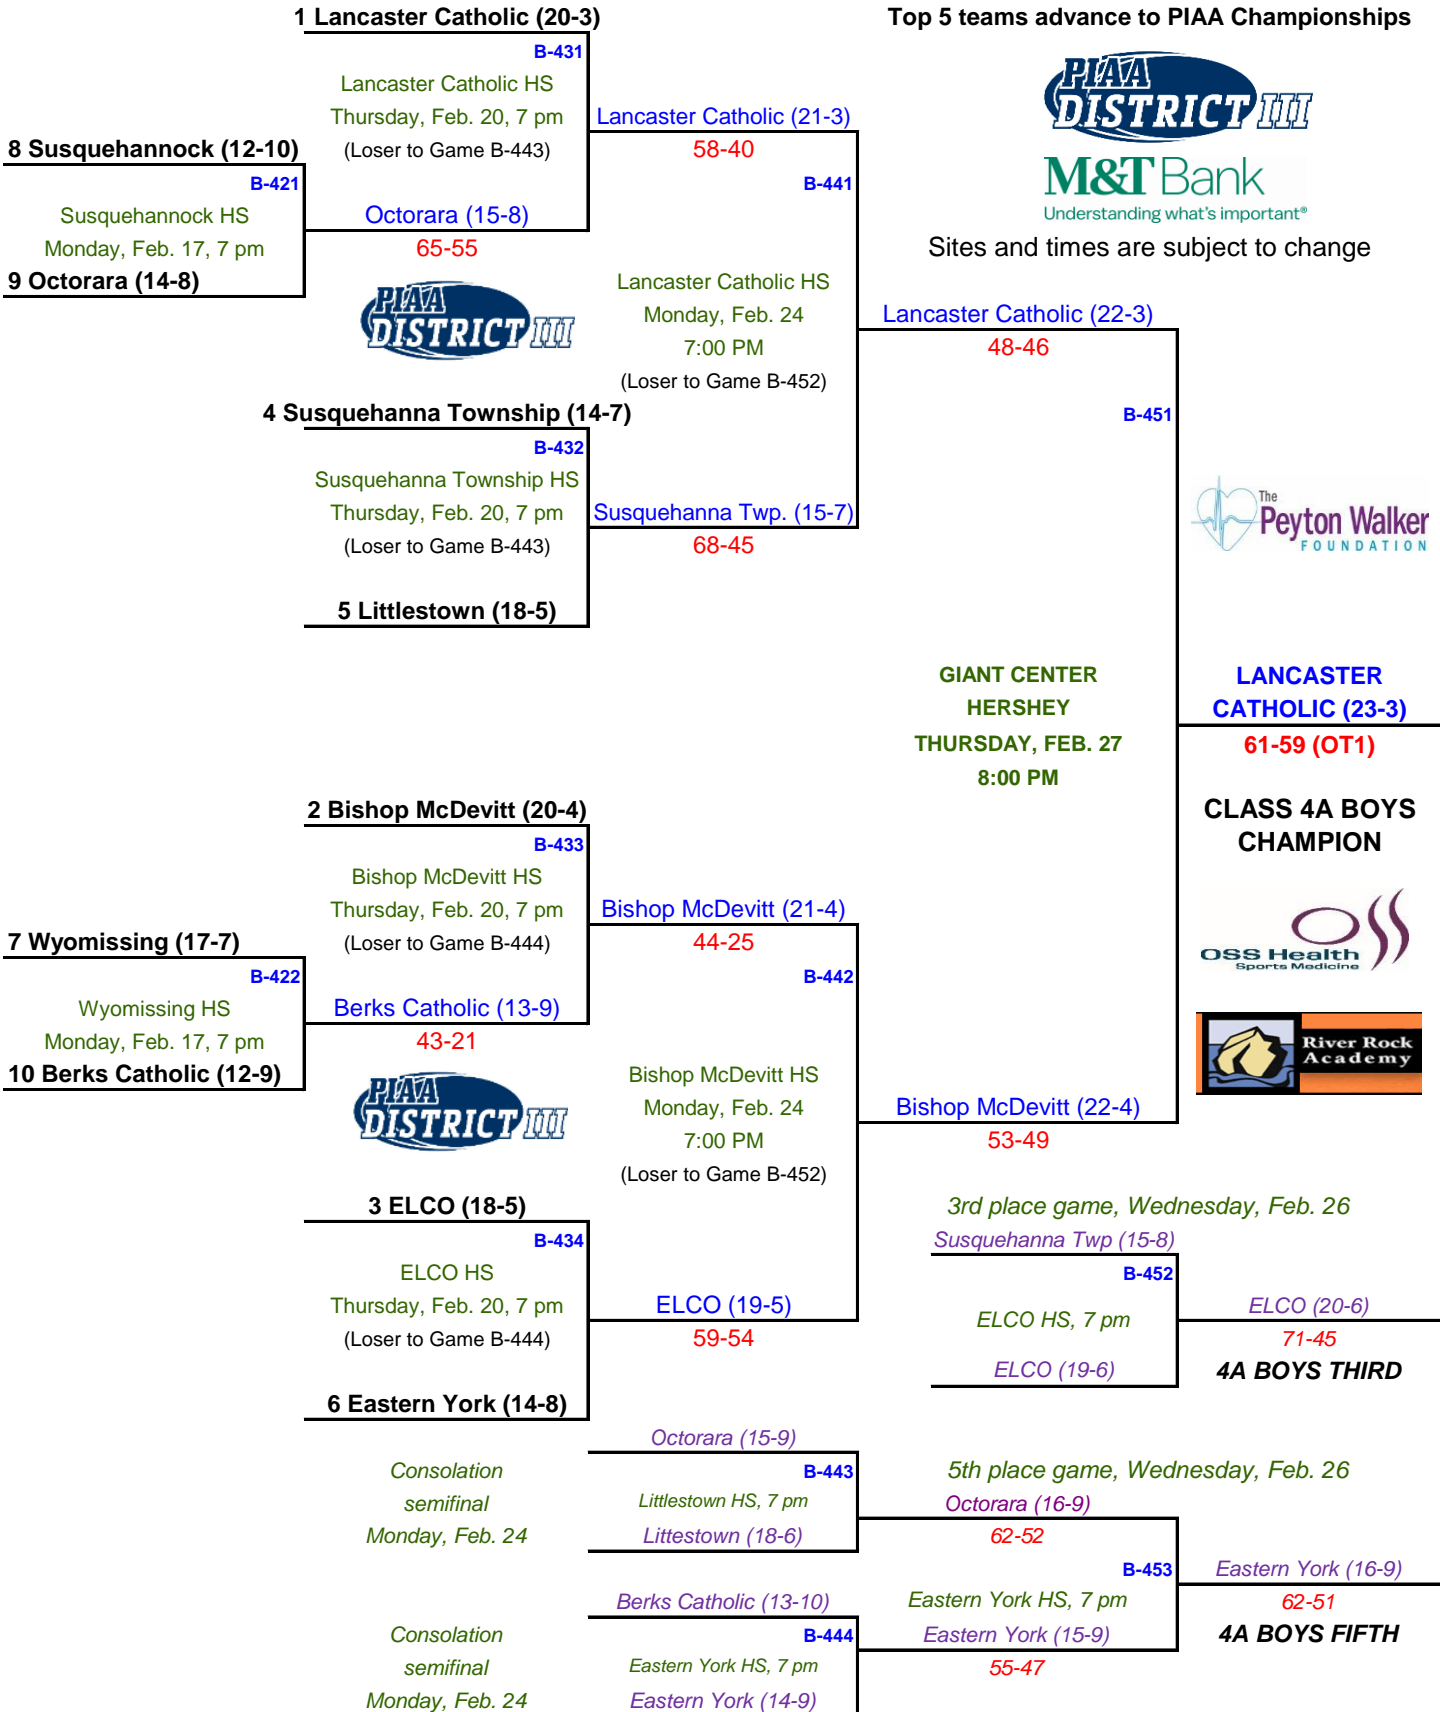 1 Lancaster Catholic (20-3)
Top 5 teams advance to PIAA Championships
B-431
Lancaster Catholic HS
Thursday, Feb. 20, 7 pm
(Loser to Game B-443)
Lancaster Catholic (21-3)
58-40
PIAA
DISTRICT III
M&T Bank
Understanding what's important®
Sites and times are subject to change
8 Susquehannock (12-10)
B-421
Susquehannock HS
Monday, Feb. 17, 7 pm
9 Octorara (14-8)
Octorara (15-8)
65-55
PIAA
DISTRICT III
B-441
Lancaster Catholic HS
Monday, Feb. 24
7:00 PM
(Loser to Game B-452)
Lancaster Catholic (22-3)
48-46
4 Susquehanna Township (14-7)
B-432
Susquehanna Township HS
Thursday, Feb. 20, 7 pm
(Loser to Game B-443)
5 Littlestown (18-5)
Susquehanna Twp. (15-7)
68-45
B-451
The
Peyton Walker
FOUNDATION
GIANT CENTER
HERSHEY
THURSDAY, FEB. 27
8:00 PM
LANCASTER
CATHOLIC (23-3)
61-59 (OT1)
CLASS 4A BOYS
CHAMPION
2 Bishop McDevitt (20-4)
B-433
Bishop McDevitt HS
Thursday, Feb. 20, 7 pm
(Loser to Game B-444)
Bishop McDevitt (21-4)
44-25
OSS
OSS Health
Sports Medicine
7 Wyomissing (17-7)
B-422
Wyomissing HS
Monday, Feb. 17, 7 pm
10 Berks Catholic (12-9)
Berks Catholic (13-9)
43-21
PIAA
DISTRICT III
B-442
Bishop McDevitt HS
Monday, Feb. 24
7:00 PM
(Loser to Game B-452)
Bishop McDevitt (22-4)
53-49
River Rock
Academy
3 ELCO (18-5)
B-434
ELCO HS
Thursday, Feb. 20, 7 pm
(Loser to Game B-444)
6 Eastern York (14-8)
ELCO (19-5)
59-54
3rd place game, Wednesday, Feb. 26
Susquehanna Twp (15-8)
B-452
ELCO HS, 7 pm
ELCO (19-6)
ELCO (20-6)
71-45
4A BOYS THIRD
Consolation
semifinal
Monday, Feb. 24
Octorara (15-9)
B-443
Littlestown HS, 7 pm
Littestown (18-6)
5th place game, Wednesday, Feb. 26
Octorara (16-9)
62-52
B-453
Eastern York HS, 7 pm
Eastern York (15-9)
55-47
Eastern York (16-9)
62-51
4A BOYS FIFTH
Consolation
semifinal
Monday, Feb. 24
Berks Catholic (13-10)
B-444
Eastern York HS, 7 pm
Eastern York (14-9)